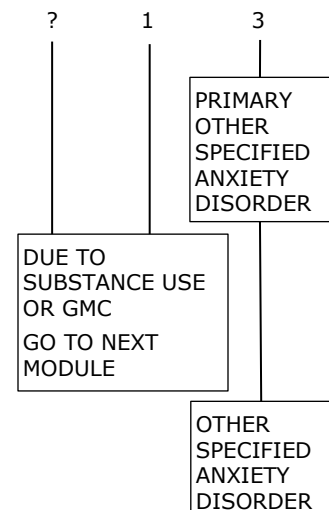 ? 1 3
PRIMARY
OTHER
SPECIFIED
ANXIETY
DISORDER
DUE TO
SUBSTANCE USE
OR GMC
GO TO NEXT
MODULE
OTHER
SPECIFIED
ANXIETY
DISORDER